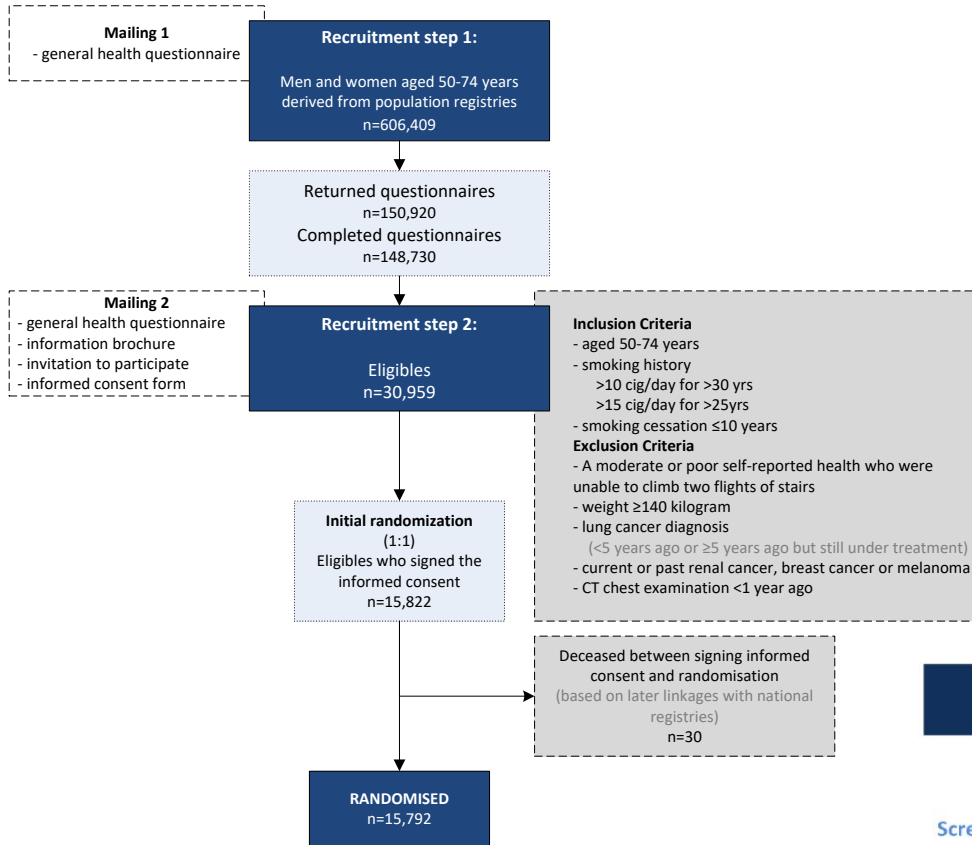 Mailing 1
- general health questionnaire
Recruitment step 1:
Men and women aged 50-74 years
derived from population registries
n=606,409
Returned questionnaires
n=150,920
Completed questionnaires
n=148,730
Mailing 2
- general health questionnaire
- information brochure
- invitation to participate
- informed consent form
Recruitment step 2:
Eligibles
n=30,959
Inclusion Criteria
- aged 50-74 years
- smoking history
>10 cig/day for >30 yrs
>15 cig/day for >25yrs
- smoking cessation ≤10 years
Exclusion Criteria
- A moderate or poor self-reported health who were
unable to climb two flights of stairs
- weight ≥140 kilogram
- lung cancer diagnosis
(<5 years ago or ≥5 years ago but still under treatment)
- current or past renal cancer, breast cancer or melanoma
- CT chest examination <1 year ago
Initial randomization
(1:1)
Eligibles who signed the
informed consent
n=15,822
Deceased between signing informed
consent and randomisation
(based on later linkages with national
registries)
n=30
RANDOMISED
n=15,792
Scre